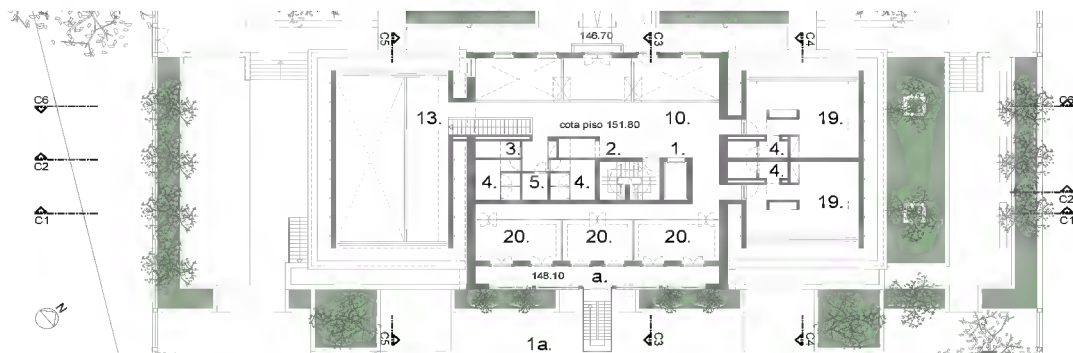 146.70
C5
C3
C4
C6
C6
13.
cota piso 151.80
10.
19.
3.
2.
1.
4.
4.
C2
4.
5.
4.
C2
19.
C1
C1
20.
20.
20.
148.10
a.
N
C5
C3
C4
1a.